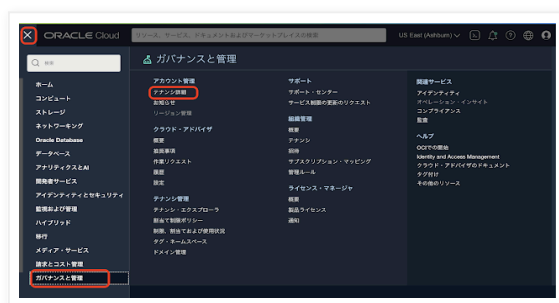 ORACLE Cloud
リソース、サービス、ドキュメントおよびマーケットプレイスの検索
US East (Ashburn)
検索
ガバナンスと管理
ホーム
コンピュート
ストレージ
ネットワーキング
Oracle Database
データベース
アナリティクスとAI
開発者サービス
アイデンティティとセキュリティ
監視および管理
ハイブリッド
移行
メディア・サービス
請求とコスト管理
ガバナンスと管理
アカウント管理
テナンシ詳細
お知らせ
リージョン管理
クラウド・アドバイザ
概要
推奨事項
作業リクエスト
履歴
設定
テナンシ管理
テナンシ・エクスプローラ
割当て制限ポリシー
制限、割当ておよび使用状況
タグ・ネームスペース
ドメイン管理
サポート
サポート・センター
サービス制限の更新のリクエスト
組織管理
概要
テナンシ
招待
サブスクリプション・マッピング
管理ルール
ライセンス・マネージャ
概要
製品ライセンス
通知
関連サービス
アイデンティティ
オペレーション・インサイト
コンプライアンス
監査
ヘルプ
OCIでの開始
Identity and Access Management
クラウド・アドバイザのドキュメント
タグ付け
その他のリソース